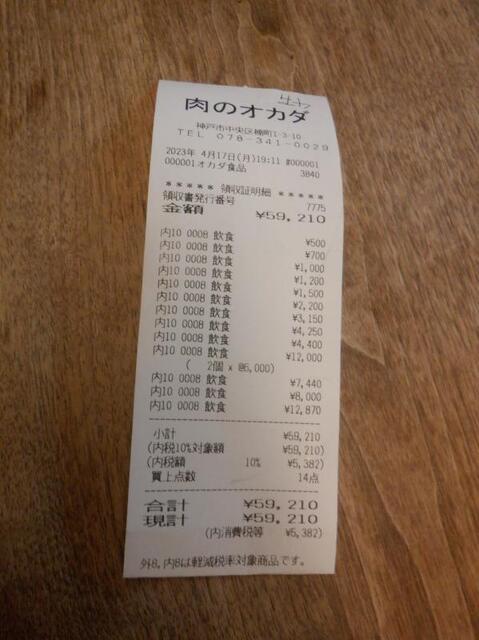 肉のオカダ
神戸市中央区楠町1-3-10
TEL 078-341-0029
2023年 4月17日(月)19:11 #000001
000001オカダ食品 3840
***** 領収証明細 *****
領収書発行番号 7775
金額 ¥59,210
内10 0008 飲食 ¥500
内10 0008 飲食 ¥700
内10 0008 飲食 ¥1,000
内10 0008 飲食 ¥1,200
内10 0008 飲食 ¥1,500
内10 0008 飲食 ¥2,200
内10 0008 飲食 ¥3,150
内10 0008 飲食 ¥4,250
内10 0008 飲食 ¥4,400
内10 0008 飲食 ¥12,000
( 2個 x @6,000)
内10 0008 飲食 ¥7,440
内10 0008 飲食 ¥8,000
内10 0008 飲食 ¥12,870
小計 ¥59,210
(内税10%対象額 ¥59,210)
(内税額 10% ¥5,382)
買上点数 14点
合計 ¥59,210
現計 ¥59,210
(内消費税等 ¥5,382)
外8,内8は軽減税率対象商品です。